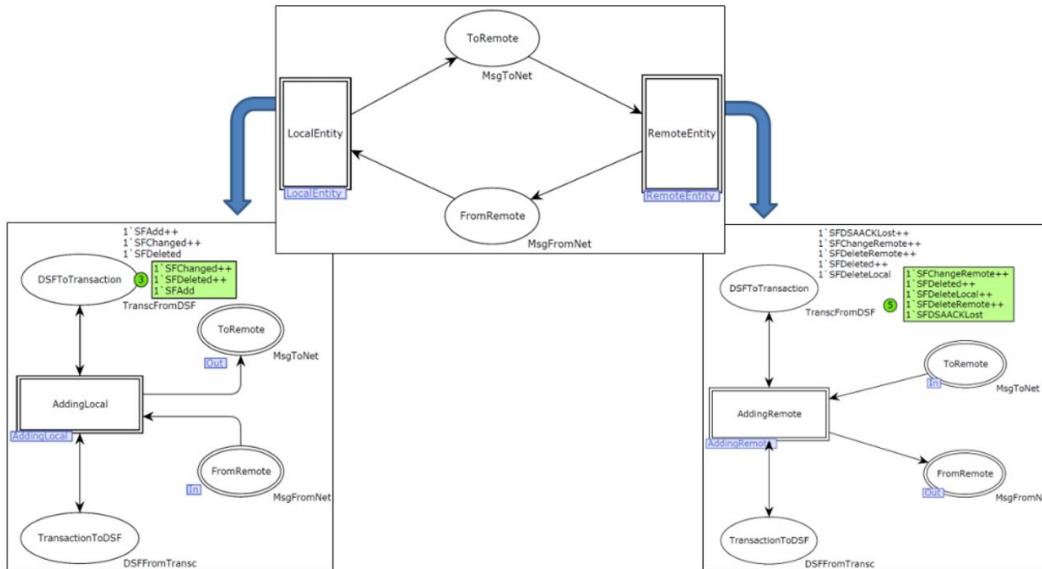 ToRemote
MsgToNet
LocalEntity
LocalEntity
RemoteEntity
RemoteEntity
FromRemote
MsgFromNet
1`SFAdd++
1`SFChanged++
1`SFDeleted
DSFToTransaction
3
1`SFChanged++
1`SFDeleted++
1`SFAdd
TranscFromDSF
ToRemote
MsgToNet
Out
AddingLocal
AddingLocal
FromRemote
In
MsgFromNet
TransactionToDSF
DSFFromTransc
1`SFDSAACKLost++
1`SFChangeRemote++
1`SFDeleteRemote++
1`SFDeleted++
1`SFDeleteLocal
DSFToTransaction
TranscFromDSF
5
1`SFChangeRemote++
1`SFDeleted++
1`SFDeleteLocal++
1`SFDeleteRemote++
1`SFDSAACKLost
ToRemote
In
MsgToNet
AddingRemote
AddingRemote
FromRemote
Out
MsgFromN
TransactionToDSF
DSFFromTransc